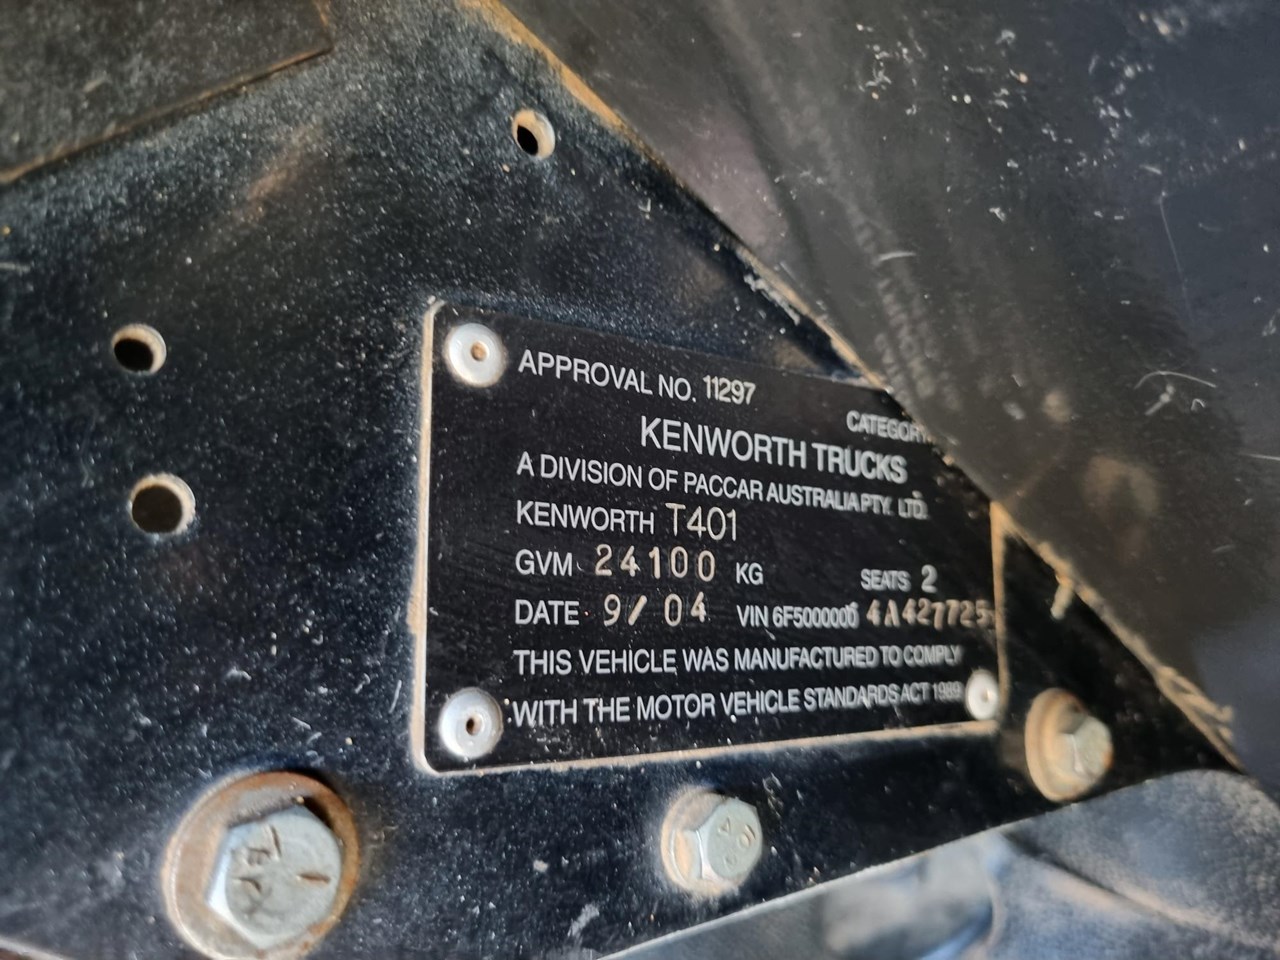 APPROVAL NO. 11297
CATEGORY
KENWORTH TRUCKS
A DIVISION OF PACCAR AUSTRALIA PTY. LTD.
KENWORTH T401
GVM 24100 KG SEATS 2
DATE 9/04 VIN 6F5000000 4A427725
THIS VEHICLE WAS MANUFACTURED TO COMPLY
WITH THE MOTOR VEHICLE STANDARDS ACT 1989